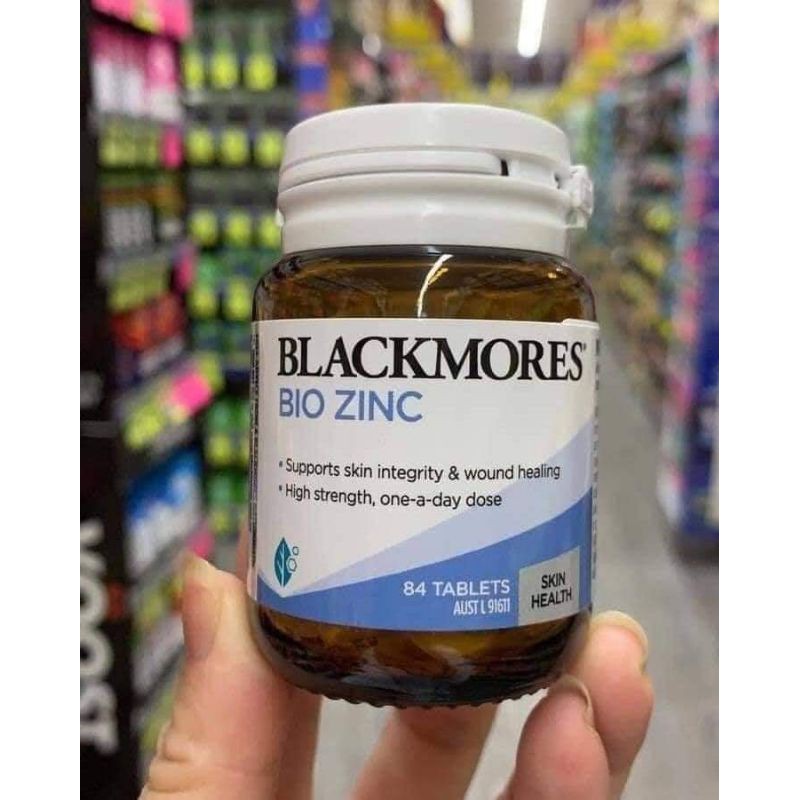 BLACKMORES®
BIO ZINC
• Supports skin integrity & wound healing
• High strength, one-a-day dose
84 TABLETS
AUST L 91611
SKIN
HEALTH
VOOST